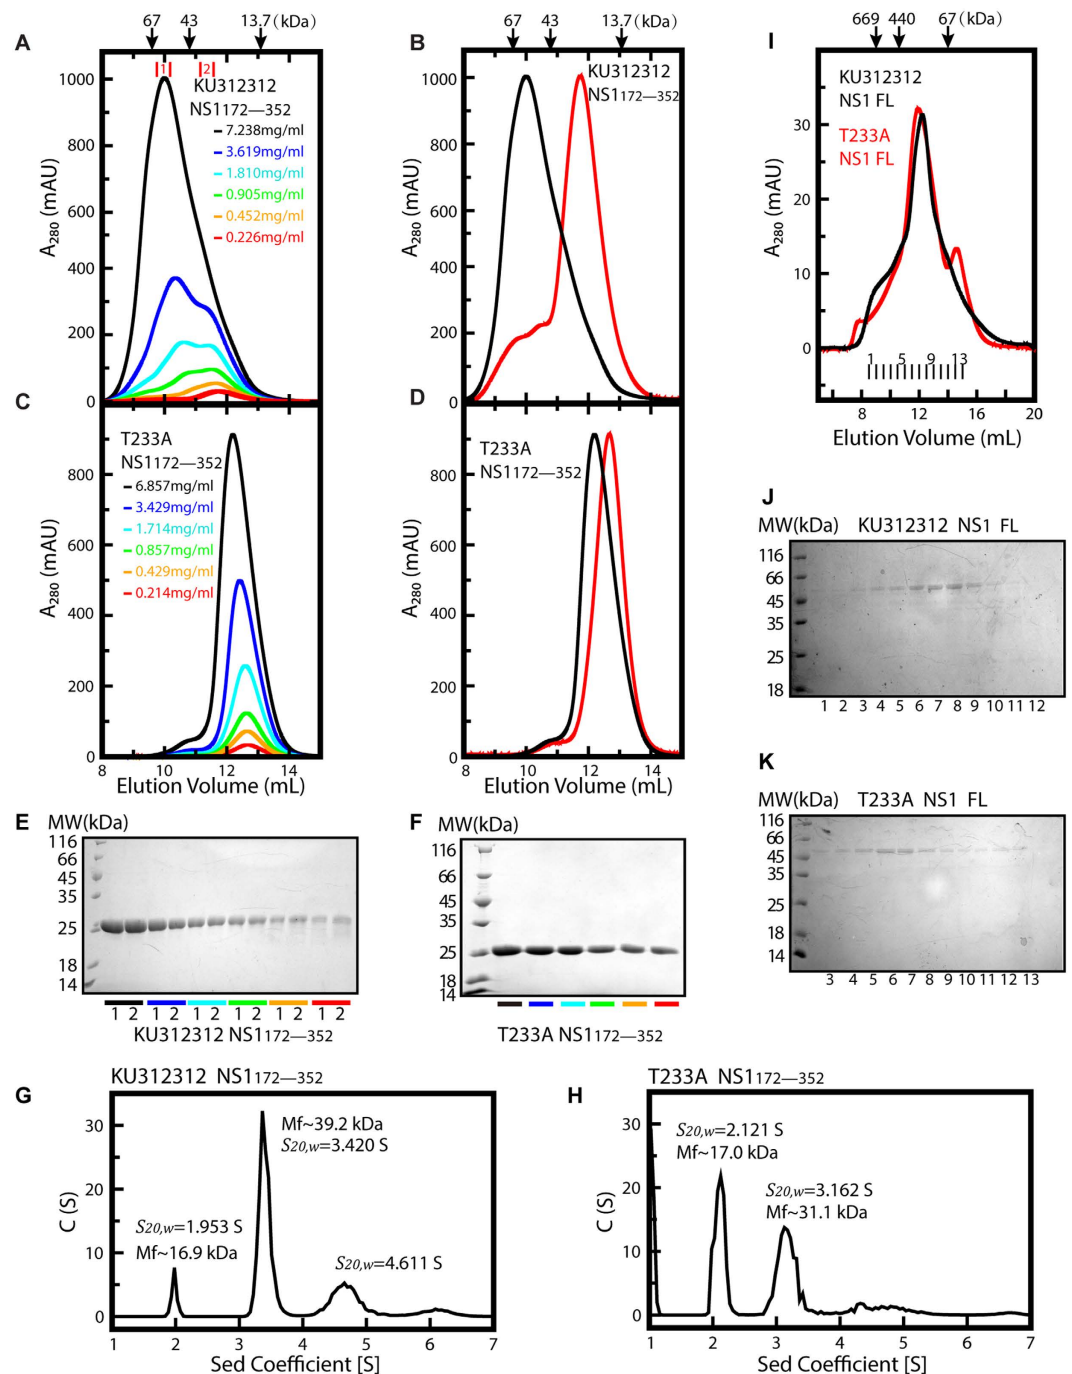 A
67 43 13.7 (kDa)
1 2
KU312312
NS1172—352
7.238mg/ml
3.619mg/ml
1.810mg/ml
0.905mg/ml
0.452mg/ml
0.226mg/ml
A280 (mAU)
1000
800
600
400
200
0
B
67 43 13.7 (kDa)
KU312312
NS1172—352
A280 (mAU)
1000
800
600
400
200
0
C
T233A
NS1172—352
6.857mg/ml
3.429mg/ml
1.714mg/ml
0.857mg/ml
0.429mg/ml
0.214mg/ml
A280 (mAU)
800
600
400
200
0
8 10 12 14
Elution Volume (mL)
D
T233A
NS1172—352
A280 (mAU)
800
600
400
200
0
8 10 12 14
Elution Volume (mL)
I
669 440 67 (kDa)
KU312312
NS1 FL
T233A
NS1 FL
A280 (mAU)
30
20
10
0
1 5 9 13
8 12 16 20
Elution Volume (mL)
J
MW(kDa) KU312312 NS1 FL
116
66
45
35
25
18
1 2 3 4 5 6 7 8 9 10 11 12
K
MW(kDa) T233A NS1 FL
116
66
45
35
25
18
14
3 4 5 6 7 8 9 10 11 12 13
E
MW(kDa)
116
66
45
35
25
18
14
1 2 1 2 1 2 1 2 1 2 1 2
KU312312 NS1172—352
F
MW(kDa)
116
66
45
35
25
18
14
T233A NS1172—352
G
KU312312 NS1172—352
C (S)
30
20
10
0
Mf~39.2 kDa
S20,w=3.420 S
S20,w=1.953 S
Mf~16.9 kDa
S20,w=4.611 S
1 2 3 4 5 6 7
Sed Coefficient [S]
H
T233A NS1172—352
C (S)
30
20
10
0
S20,w=2.121 S
Mf~17.0 kDa
S20,w=3.162 S
Mf~31.1 kDa
1 2 3 4 5 6 7
Sed Coefficient [S]